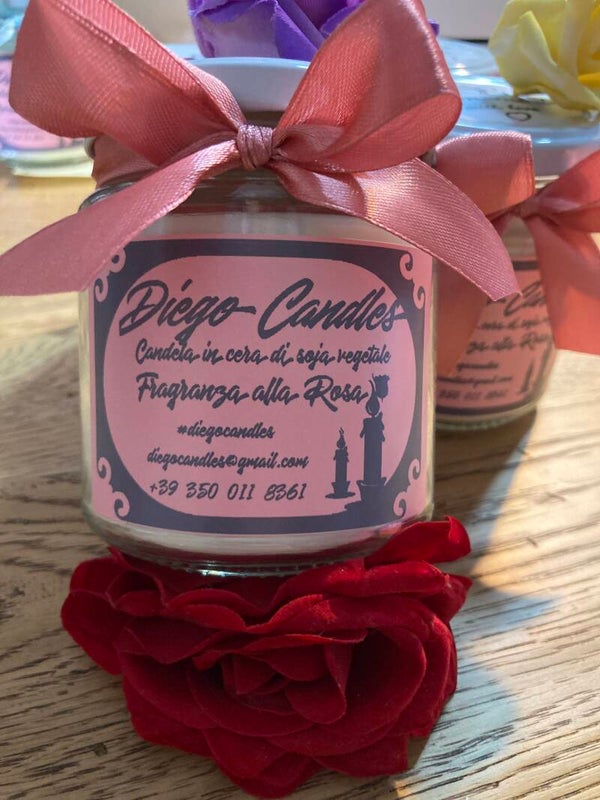 Diego Candles
Candela in cera di soja vegetale
Fragranza alla Rosa
#diegocandles
diegocandles@gmail.com
+39 350 011 8361